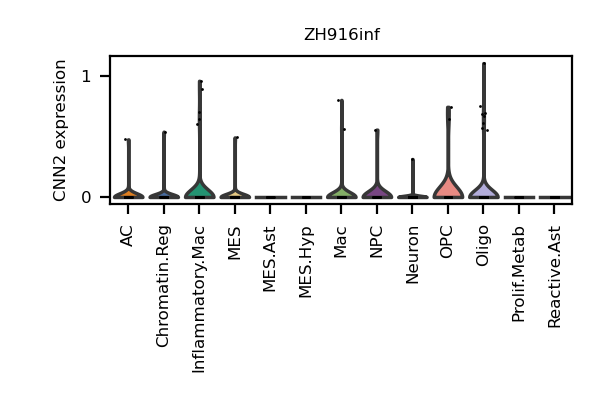 ZH916inf
CNN2 expression
1
0
AC
Chromatin.Reg
Inflammatory.Mac
MES
MES.Ast
MES.Hyp
Mac
NPC
Neuron
OPC
Oligo
Prolif.Metab
Reactive.Ast